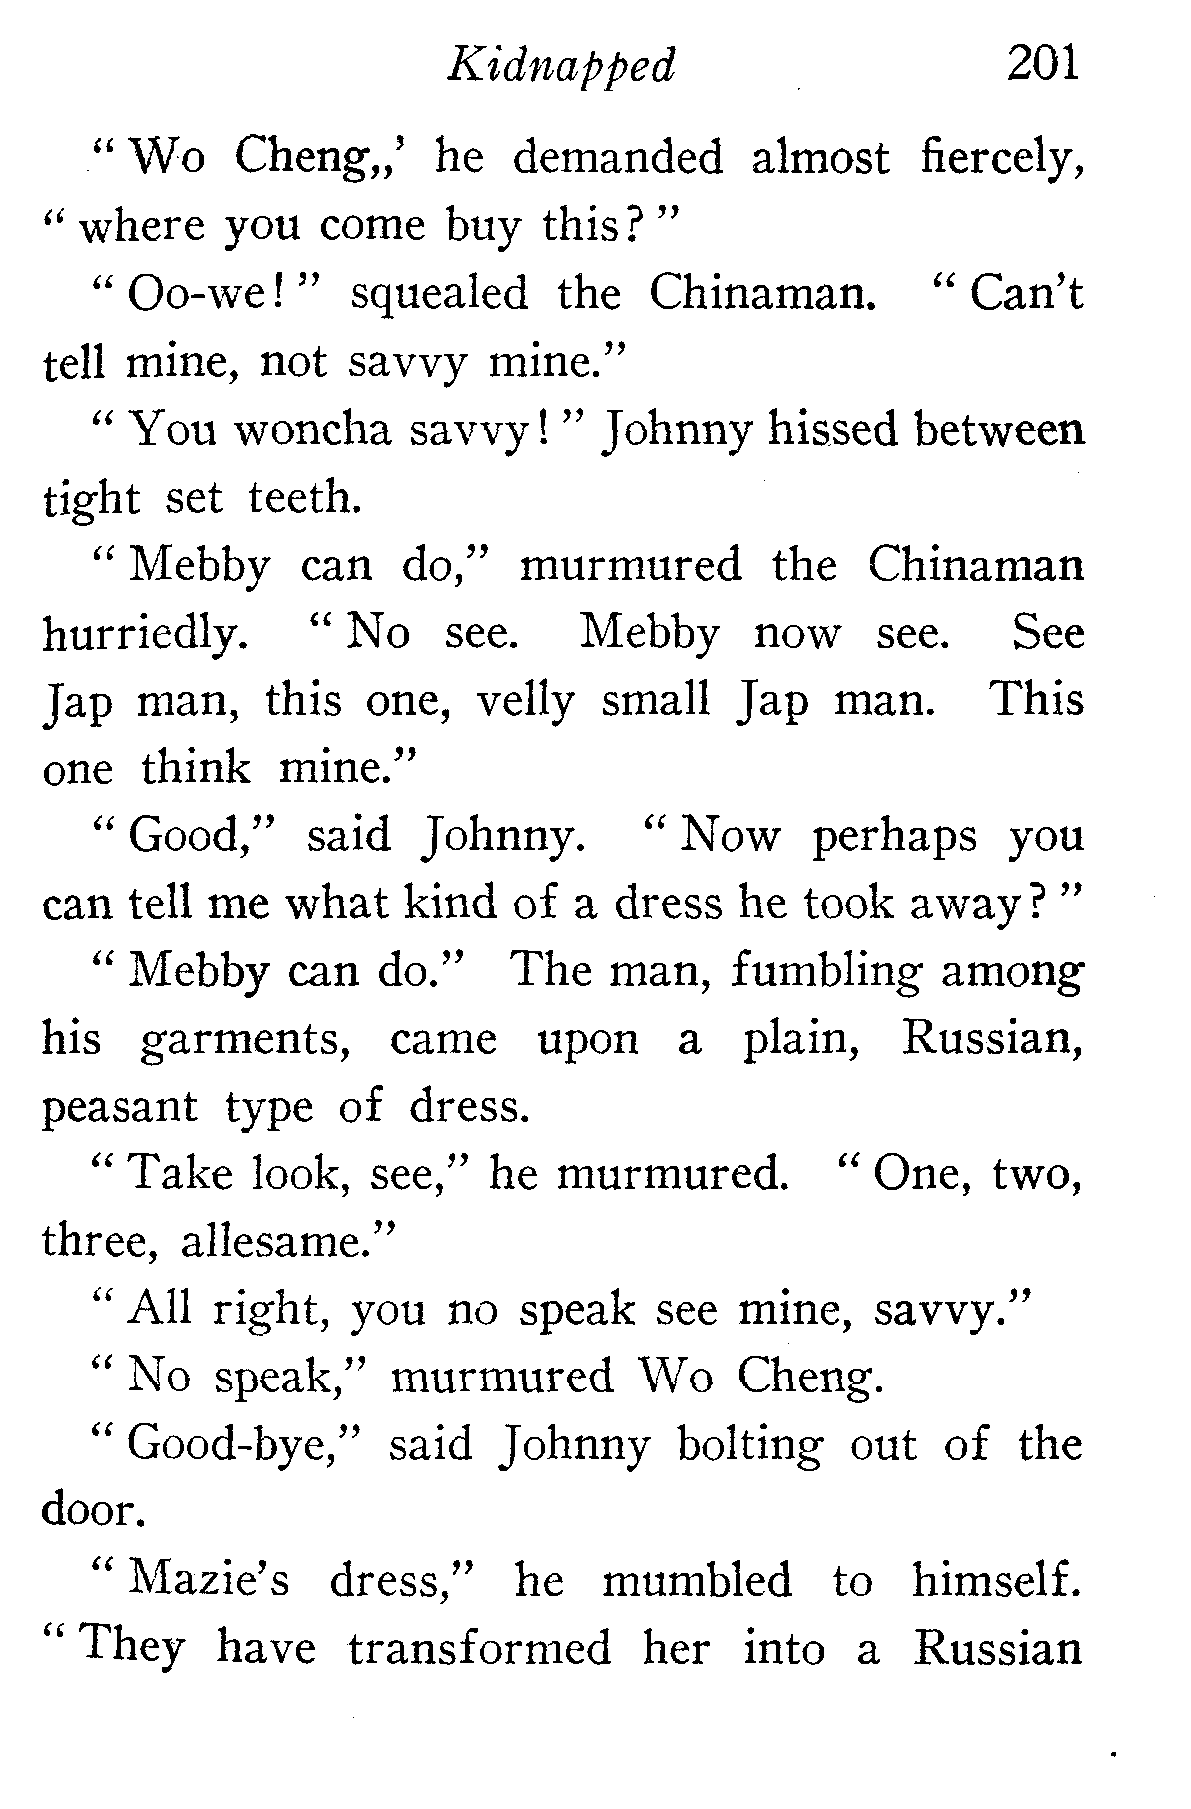 Kidnapped 201
“ Wo Cheng,,’ he demanded almost fiercely,
“ where you come buy this? ”
“ Oo-we! ” squealed the Chinaman. “ Can’t
tell mine, not savvy mine.”
“ You woncha savvy! ” Johnny hissed between
tight set teeth.
“ Mebby can do,” murmured the Chinaman
hurriedly. “ No see. Mebby now see. See
Jap man, this one, velly small Jap man. This
one think mine.”
“ Good,” said Johnny. “ Now perhaps you
can tell me what kind of a dress he took away? ”
“ Mebby can do.” The man, fumbling among
his garments, came upon a plain, Russian,
peasant type of dress.
“ Take look, see,” he murmured. “ One, two,
three, allesame.”
“ All right, you no speak see mine, savvy.”
“ No speak,” murmured Wo Cheng.
“ Good-bye,” said Johnny bolting out of the
door.
“ Mazie’s dress,” he mumbled to himself.
“ They have transformed her into a Russian